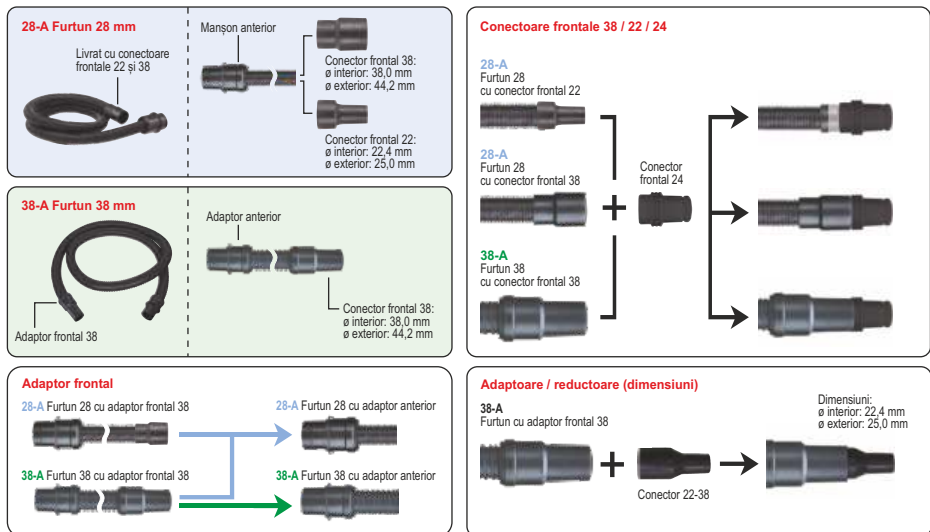 28-A Furtun 28 mm
Livrat cu conectoare
frontale 22 și 38
Manșon anterior
Conector frontal 38:
ø interior: 38,0 mm
ø exterior: 44,2 mm
Conector frontal 22:
ø interior: 22,4 mm
ø exterior: 25,0 mm
38-A Furtun 38 mm
Adaptor frontal 38
Adaptor anterior
Conector frontal 38:
ø interior: 38,0 mm
ø exterior: 44,2 mm
Adaptor frontal
28-A Furtun 28 cu adaptor frontal 38
28-A Furtun 28 cu adaptor anterior
38-A Furtun 38 cu adaptor frontal 38
38-A Furtun 38 cu adaptor anterior
Conectoare frontale 38 / 22 / 24
28-A
Furtun 28
cu conector frontal 22
28-A
Furtun 28
cu conector frontal 38
Conector
frontal 24
38-A
Furtun 38
cu conector frontal 38
Adaptoare / reductoare (dimensiuni)
38-A
Furtun cu adaptor frontal 38
Conector 22-38
Dimensiuni:
ø interior: 22,4 mm
ø exterior: 25,0 mm